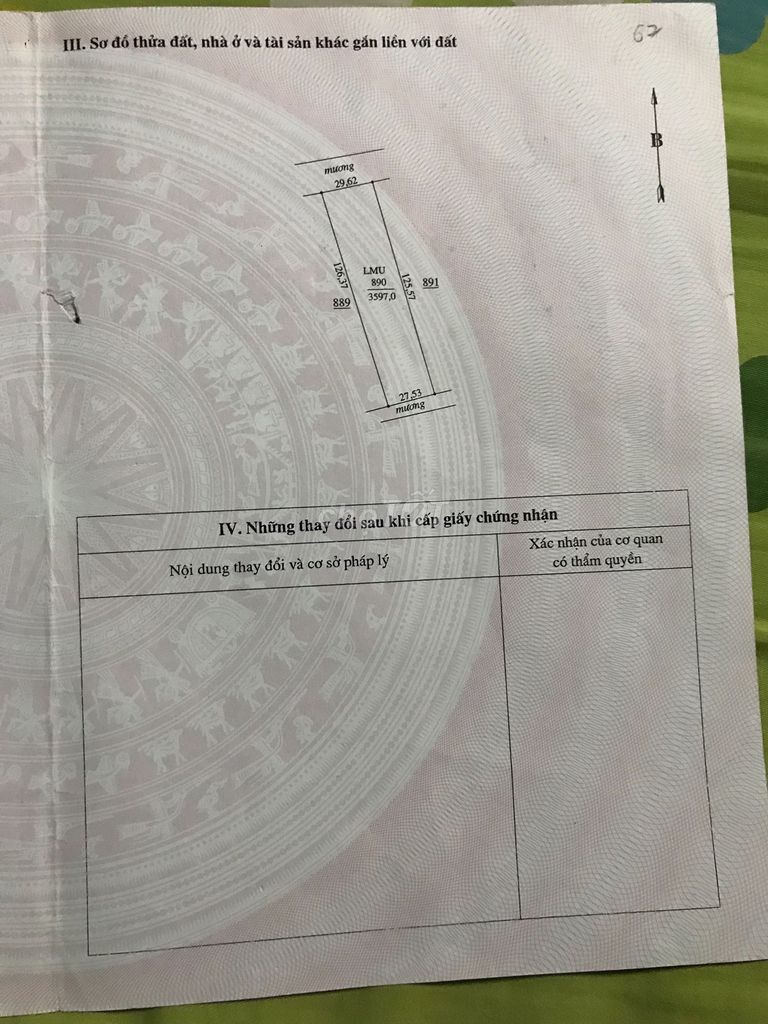 III. Sơ đồ thửa đất, nhà ở và tài sản khác gắn liền với đất
62
B
mương
29,62
126,37
LMU
890
3597,0
125,57
891
889
27,53
mương
IV. Những thay đổi sau khi cấp giấy chứng nhận
Nội dung thay đổi và cơ sở pháp lý
Xác nhận của cơ quan
có thẩm quyền